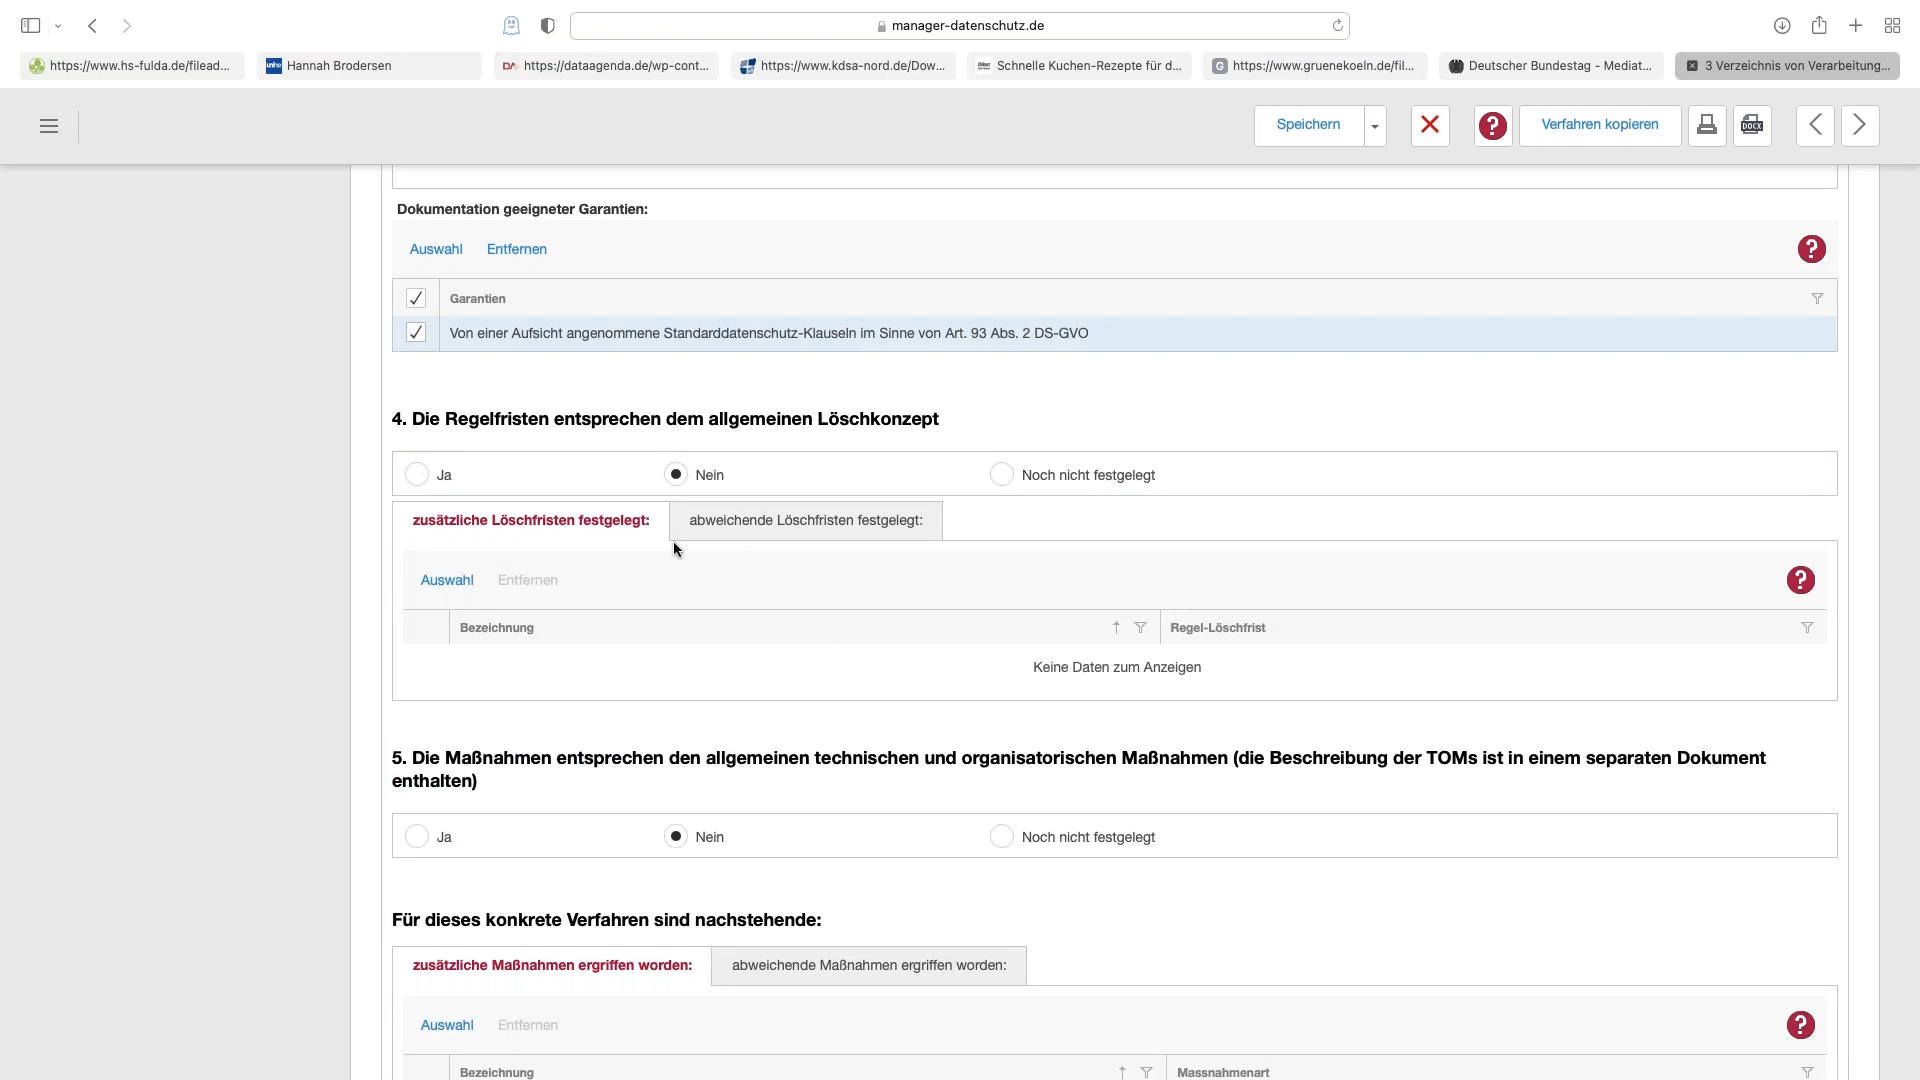 manager-datenschutz.de
https://www.hs-fulda.de/filead...
unihe
Hannah Brodersen
DA
https://dataagenda.de/wp-cont...
https://www.kdsa-nord.de/Dow...
Schnelle Kuchen-Rezepte für d...
G
https://www.gruenekoeln.de/fil...
Deutscher Bundestag - Mediat...
3 Verzeichnis von Verarbeitung...
Speichern
?
Verfahren kopieren
DOCX
Dokumentation geeigneter Garantien:
Auswahl
Entfernen
?
Garantien
Von einer Aufsicht angenommene Standarddatenschutz-Klauseln im Sinne von Art. 93 Abs. 2 DS-GVO
4. Die Regelfristen entsprechen dem allgemeinen Löschkonzept
Ja
Nein
Noch nicht festgelegt
zusätzliche Löschfristen festgelegt:
abweichende Löschfristen festgelegt:
Auswahl
Entfernen
?
Bezeichnung
Regel-Löschfrist
Keine Daten zum Anzeigen
5. Die Maßnahmen entsprechen den allgemeinen technischen und organisatorischen Maßnahmen (die Beschreibung der TOMs ist in einem separaten Dokument
enthalten)
Ja
Nein
Noch nicht festgelegt
Für dieses konkrete Verfahren sind nachstehende:
zusätzliche Maßnahmen ergriffen worden:
abweichende Maßnahmen ergriffen worden:
Auswahl
Entfernen
?
Bezeichnung
Massnahmenart